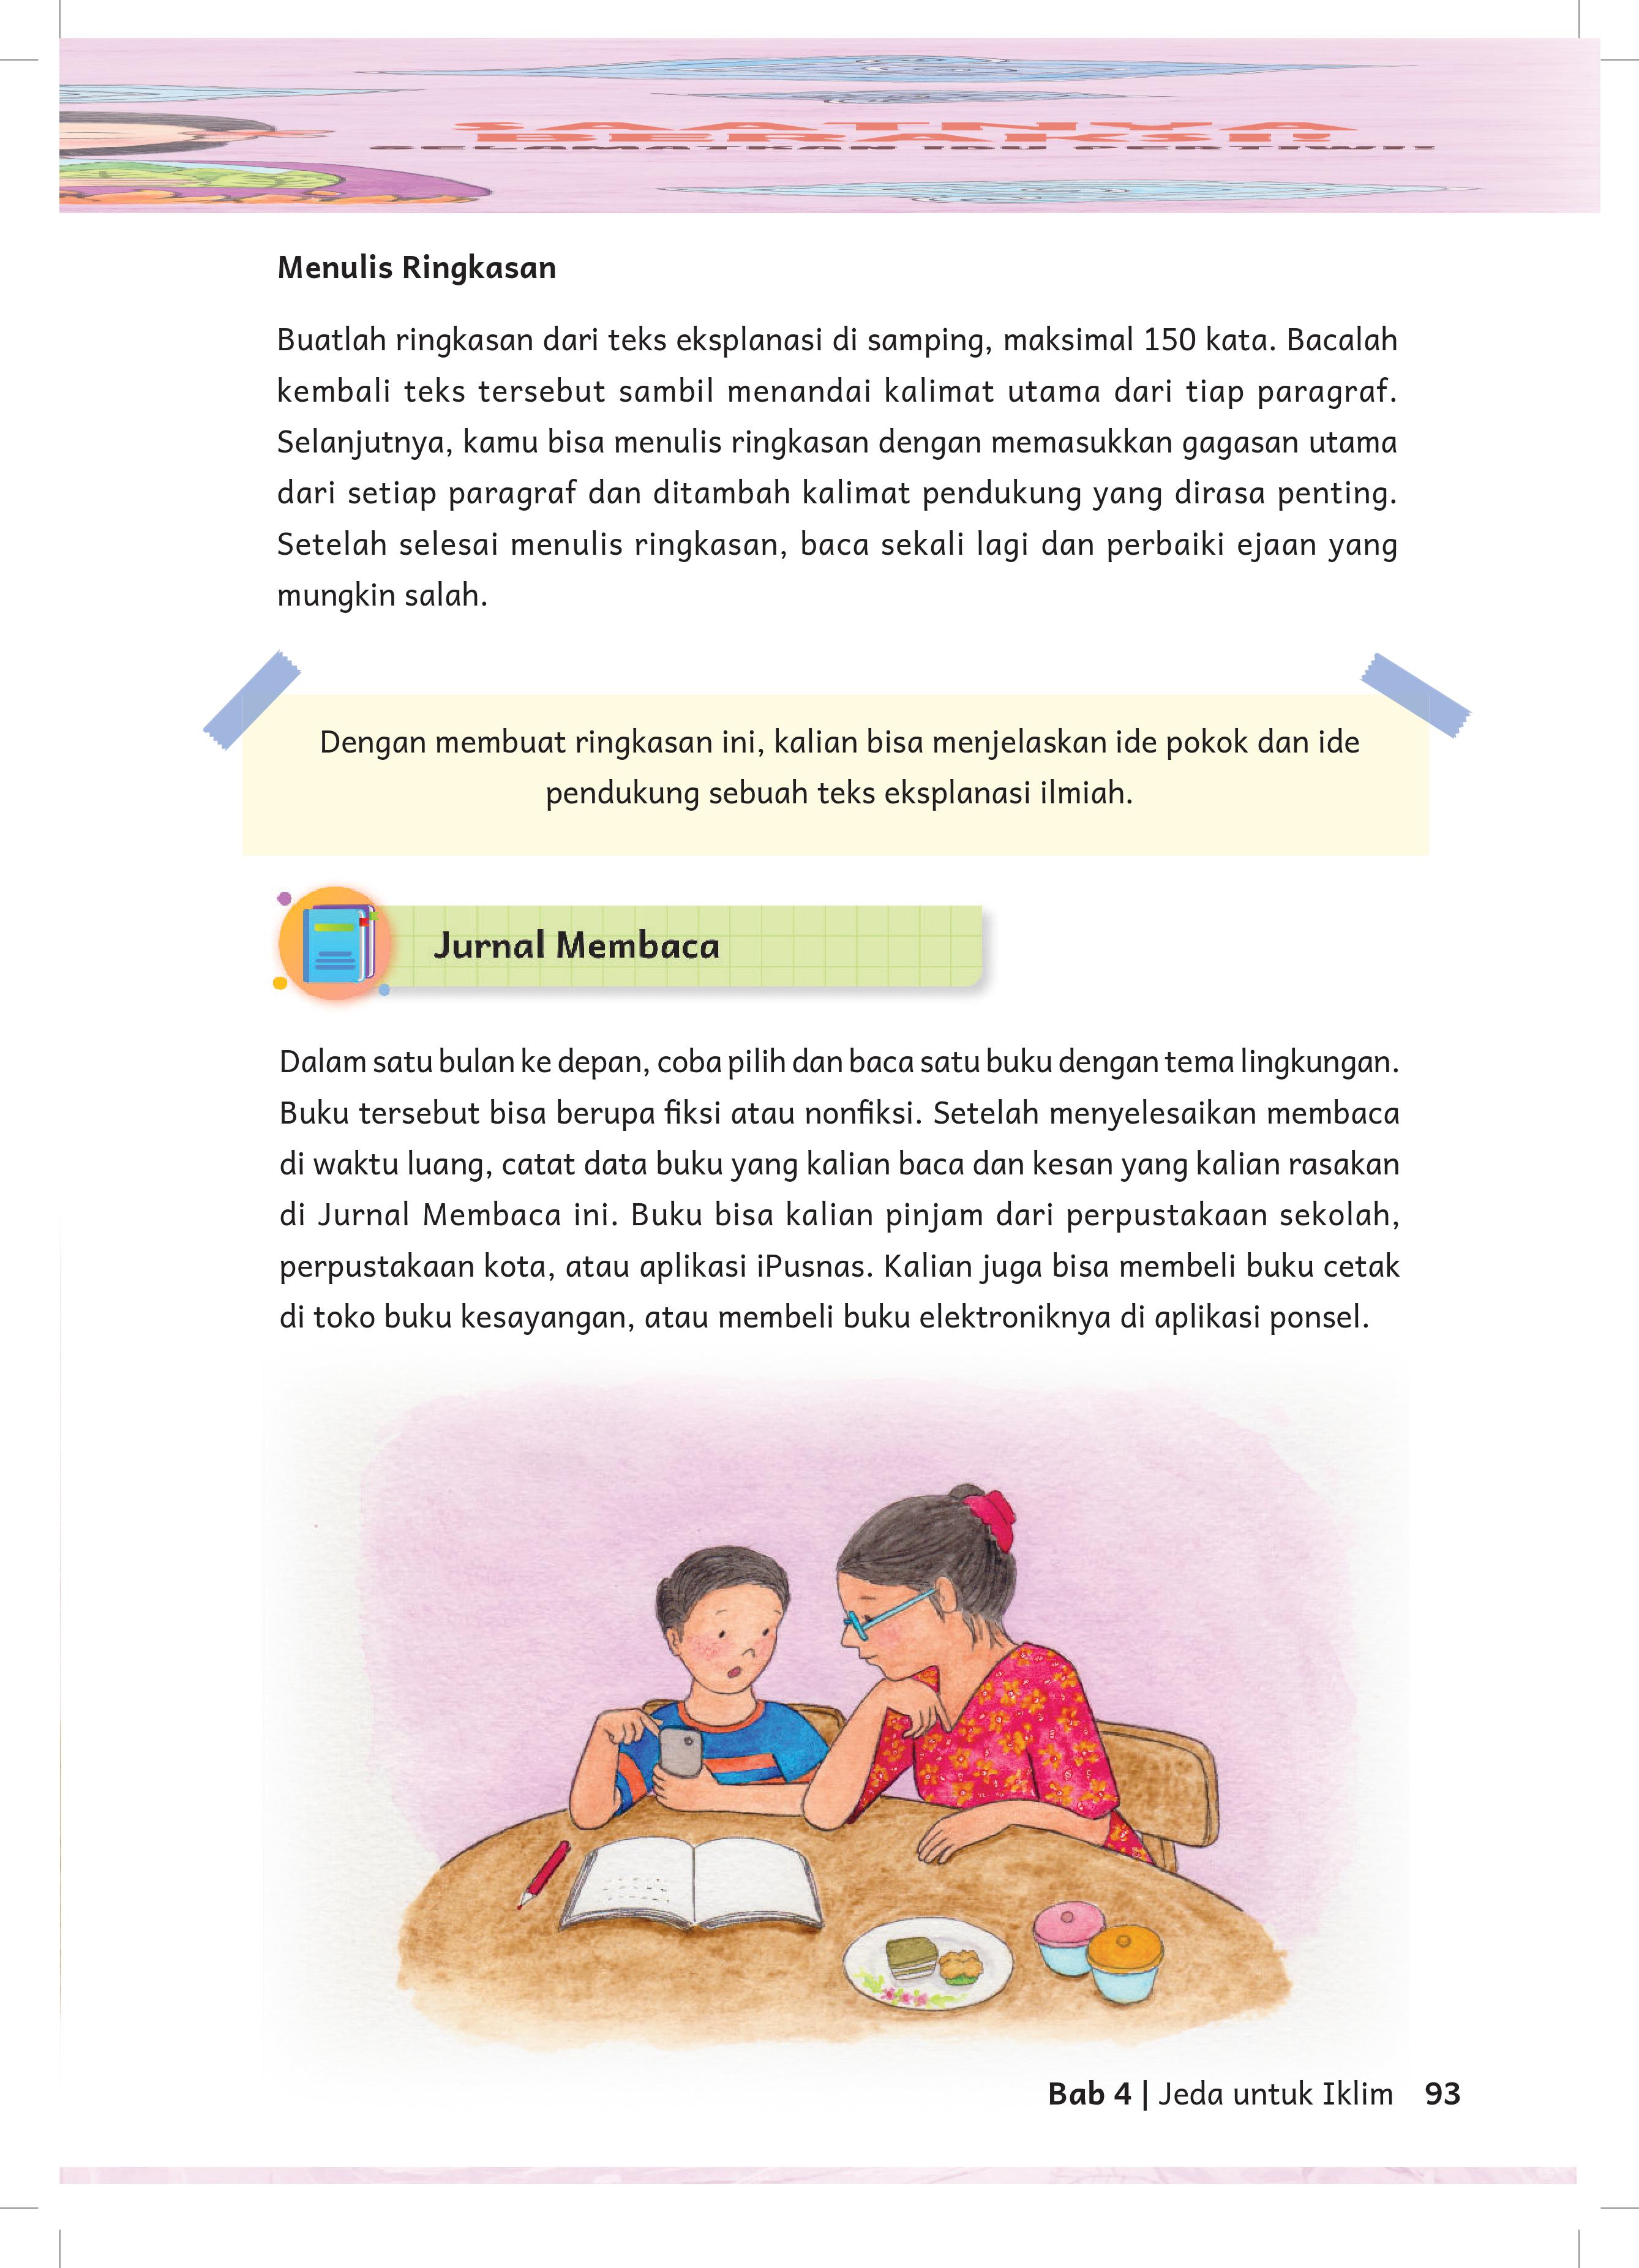 SAATNYA
BERAKSI!
SELAMATKAN IBU PERTIWI!
Menulis Ringkasan
Buatlah ringkasan dari teks eksplanasi di samping, maksimal 150 kata. Bacalah
kembali teks tersebut sambil menandai kalimat utama dari tiap paragraf.
Selanjutnya, kamu bisa menulis ringkasan dengan memasukkan gagasan utama
dari setiap paragraf dan ditambah kalimat pendukung yang dirasa penting.
Setelah selesai menulis ringkasan, baca sekali lagi dan perbaiki ejaan yang
mungkin salah.
Dengan membuat ringkasan ini, kalian bisa menjelaskan ide pokok dan ide
pendukung sebuah teks eksplanasi ilmiah.
Jurnal Membaca
Dalam satu bulan ke depan, coba pilih dan baca satu buku dengan tema lingkungan.
Buku tersebut bisa berupa fiksi atau nonfiksi. Setelah menyelesaikan membaca
di waktu luang, catat data buku yang kalian baca dan kesan yang kalian rasakan
di Jurnal Membaca ini. Buku bisa kalian pinjam dari perpustakaan sekolah,
perpustakaan kota, atau aplikasi iPusnas. Kalian juga bisa membeli buku cetak
di toko buku kesayangan, atau membeli buku elektroniknya di aplikasi ponsel.
Bab 4 | Jeda untuk Iklim 93